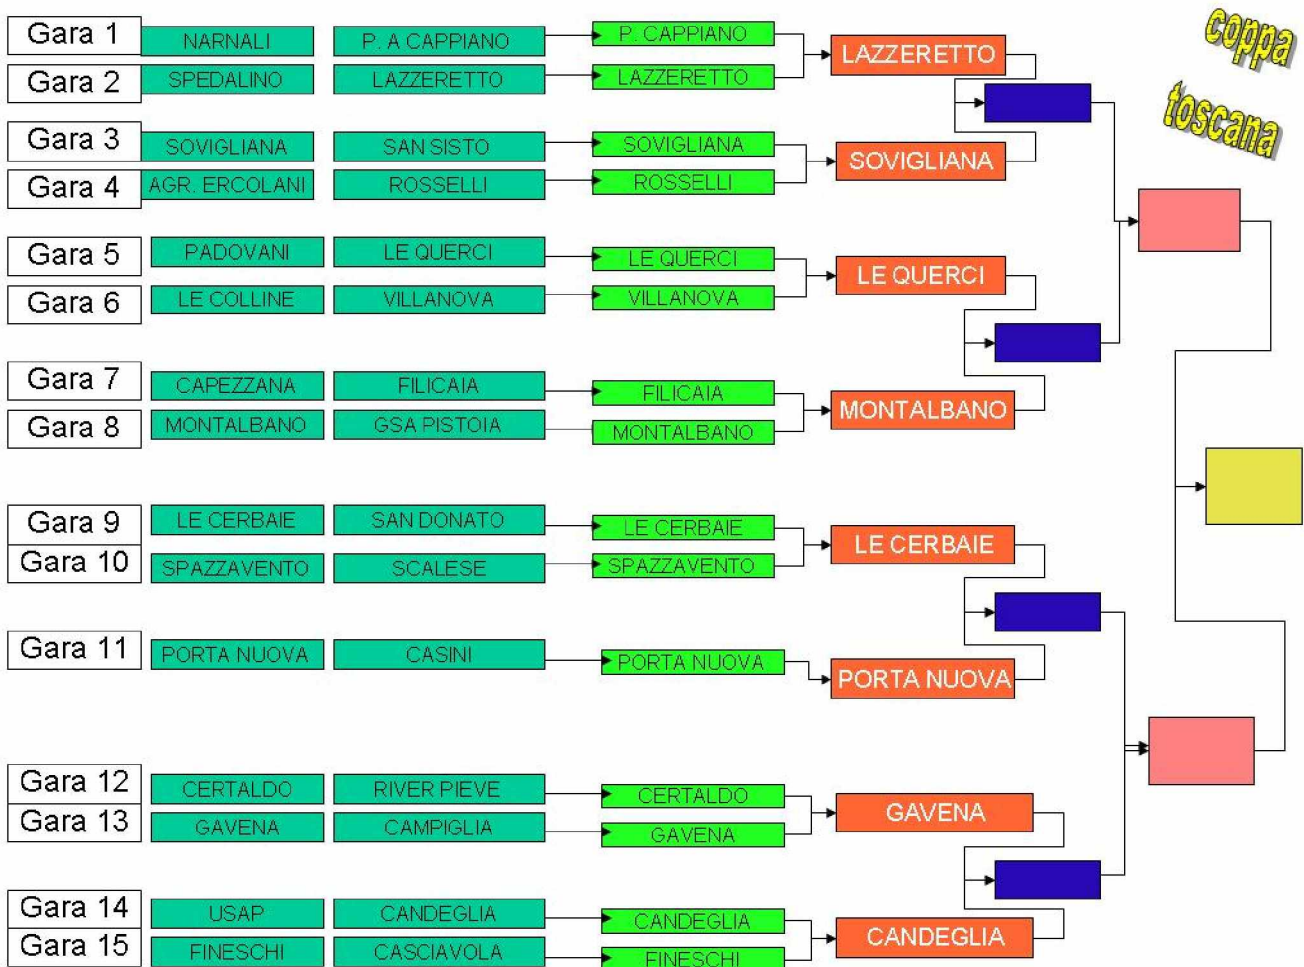 coppa
toscana
Gara 1 NARNALI P. A CAPPIANO P. CAPPIANO
LAZZERETTO
Gara 2 SPEDALINO LAZZERETTO LAZZERETTO
Gara 3 SOVIGLIANA SAN SISTO SOVIGLIANA
SOVIGLIANA
Gara 4 AGR. ERCOLANI ROSSELLI ROSSELLI
Gara 5 PADOVANI LE QUERCI LE QUERCI
LE QUERCI
Gara 6 LE COLLINE VILLANOVA VILLANOVA
Gara 7 CAPEZZANA FILICAIA FILICAIA
MONTALBANO
Gara 8 MONTALBANO GSA PISTOIA MONTALBANO
Gara 9 LE CERBAIE SAN DONATO LE CERBAIE
LE CERBAIE
Gara 10 SPAZZAVENTO SCALESE SPAZZAVENTO
Gara 11 PORTA NUOVA CASINI PORTA NUOVA
PORTA NUOVA
Gara 12 CERTALDO RIVER PIEVE CERTALDO
GAVENA
Gara 13 GAVENA CAMPIGLIA GAVENA
Gara 14 USAP CANDEGLIA CANDEGLIA
CANDEGLIA
Gara 15 FINESCHI CASCIAVOLA FINESCHI